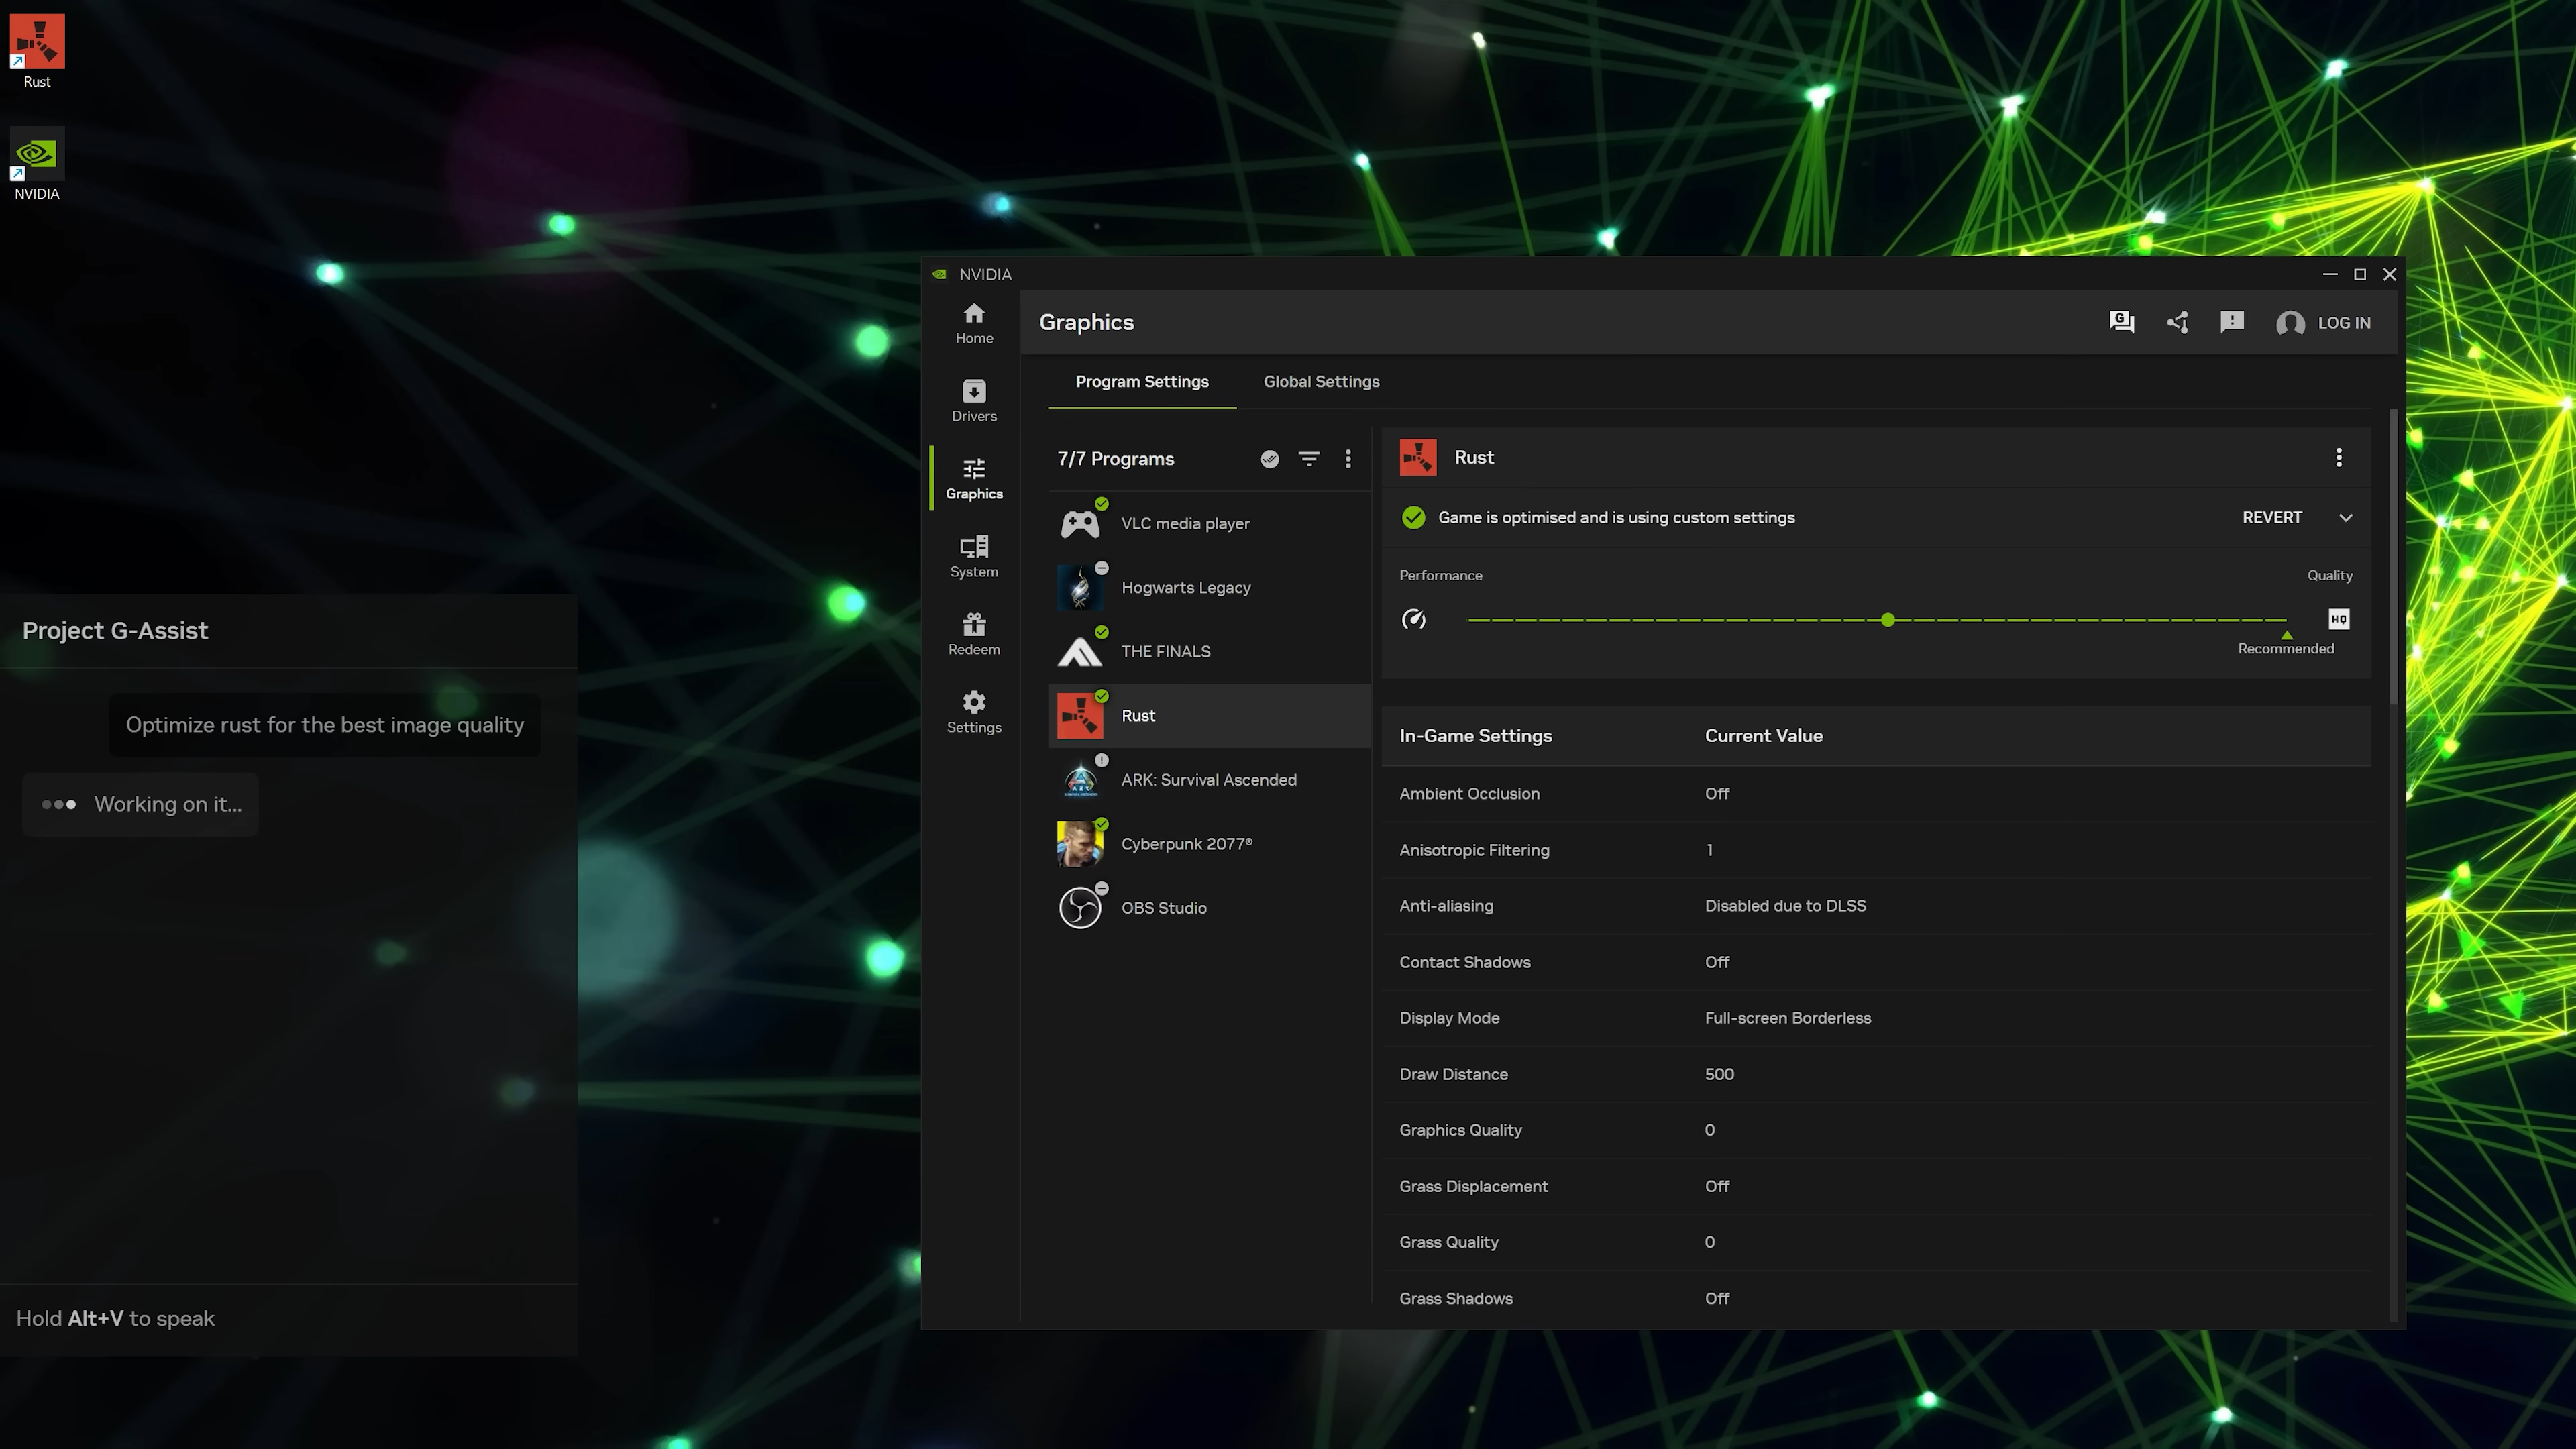 Rust
NVIDIA
Project G-Assist
Optimize rust for the best image quality
Working on it...
Hold Alt+V to speak
NVIDIA
Home
Drivers
Graphics
System
Redeem
Settings
Graphics
G
LOG IN
Program Settings
Global Settings
7/7 Programs
VLC media player
Hogwarts Legacy
THE FINALS
Rust
ARK: Survival Ascended
Cyberpunk 2077®
OBS Studio
Rust
Game is optimised and is using custom settings
REVERT
Performance
Quality
HQ
Recommended
In-Game Settings Current Value
Ambient Occlusion Off
Anisotropic Filtering 1
Anti-aliasing Disabled due to DLSS
Contact Shadows Off
Display Mode Full-screen Borderless
Draw Distance 500
Graphics Quality 0
Grass Displacement Off
Grass Quality 0
Grass Shadows Off